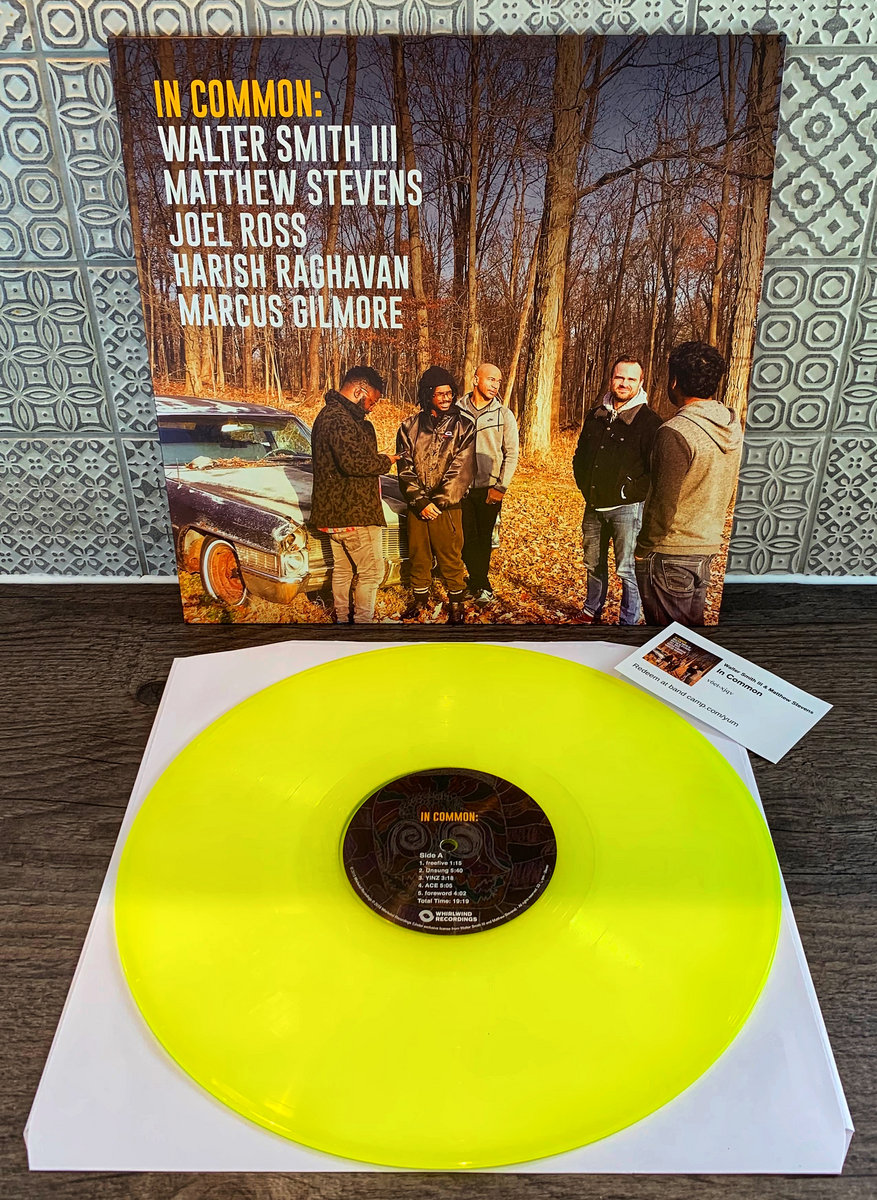 IN COMMON:
WALTER SMITH III
MATTHEW STEVENS
JOEL ROSS
HARISH RAGHAVAN
MARCUS GILMORE
Walter Smith III & Matthew Stevens
In Common
Redeem at bandcamp.com/yum
IN COMMON:
Side A
1. freefive 1:15
2. Unsung 5:40
3. YINZ 3:18
4. ACE 5:05
5. foreword 4:02
Total Time: 19:19
WHIRLWIND
RECORDINGS